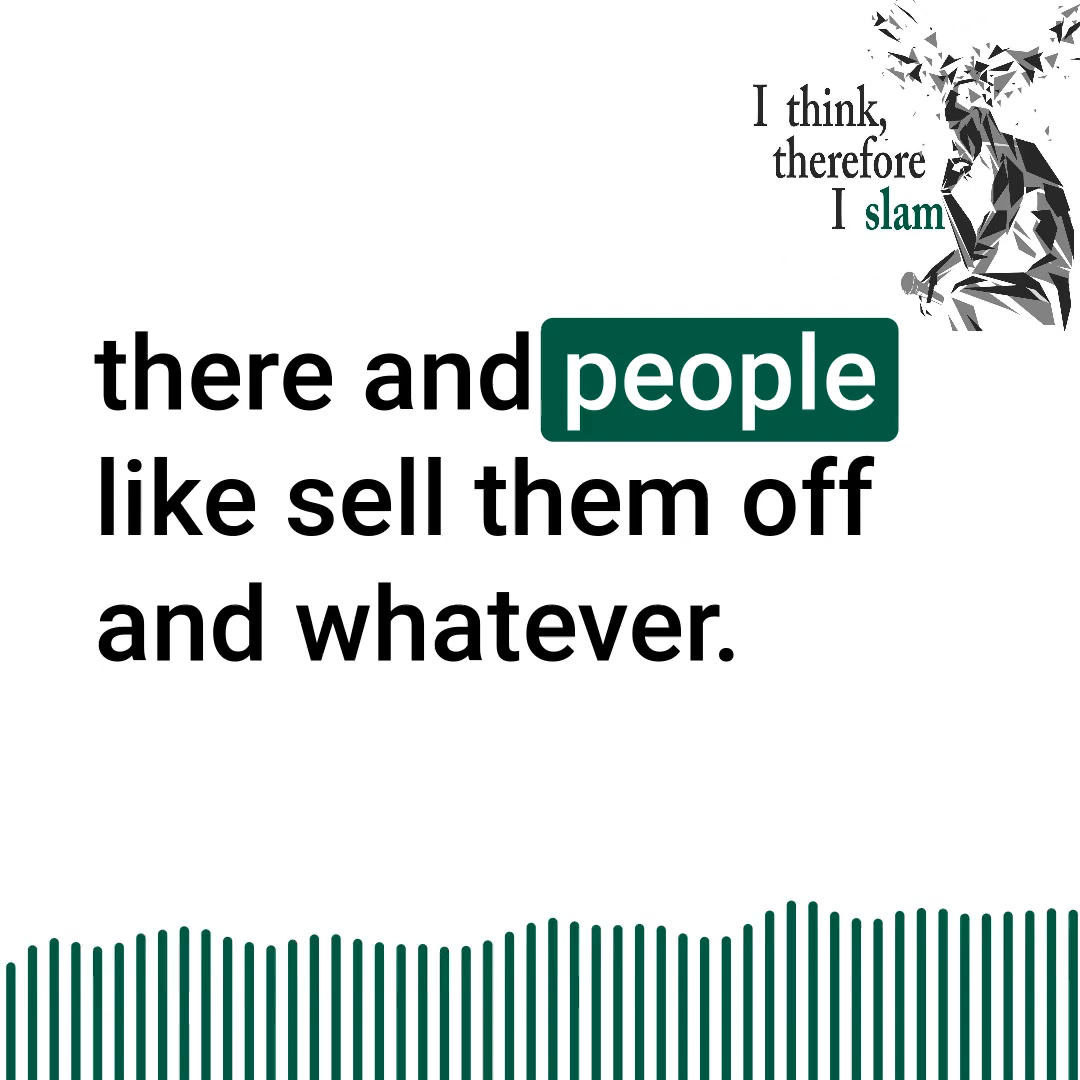 I think,
therefore
I slam
there and people
like sell them off
and whatever.